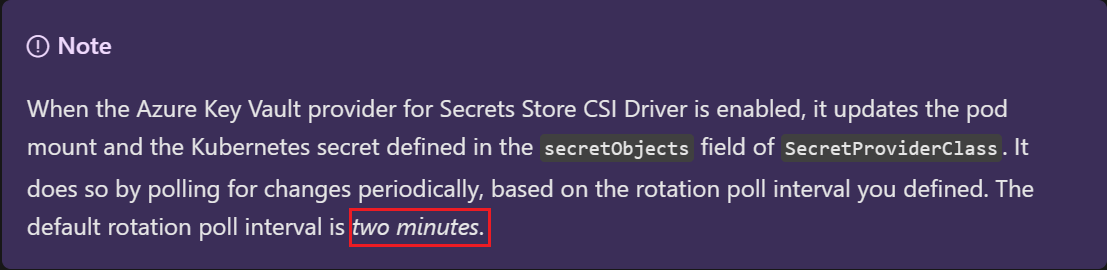 Note
When the Azure Key Vault provider for Secrets Store CSI Driver is enabled, it updates the pod
mount and the Kubernetes secret defined in the secretObjects field of SecretProviderClass. It
does so by polling for changes periodically, based on the rotation poll interval you defined. The
default rotation poll interval is two minutes.